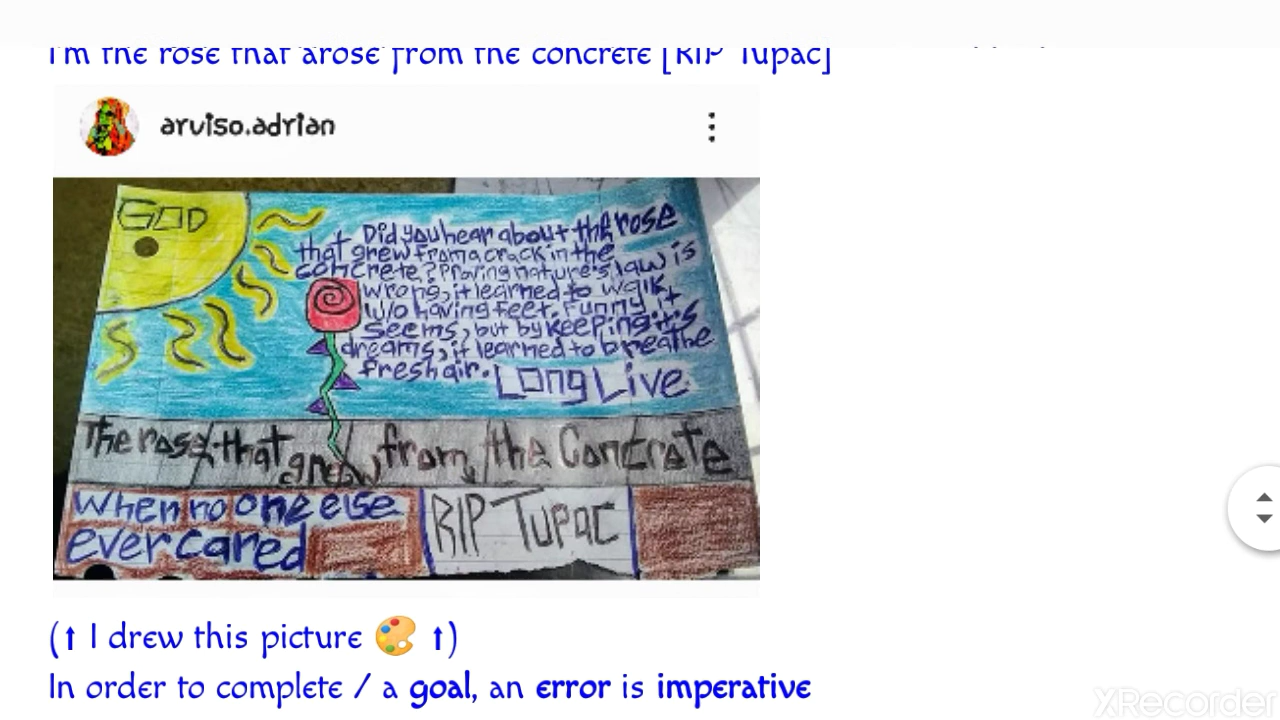 I'm the rose that arose from the concrete [RIP Tupac]
aruiso.adrian
GOD
Did you hear about the rose
that grew from a crack in the
concrete? Proving nature's law is
wrong, it learned to walk
w/o having feet. Funny it
seems, but by keeping it's
dreams, it learned to breathe
fresh air. Long Live
The rose that grew from the Concrete
When no one else
ever cared
RIP Tupac
(⬆ I drew this picture 🎨 ⬆)
In order to complete / a goal, an error is imperative
XRecorder